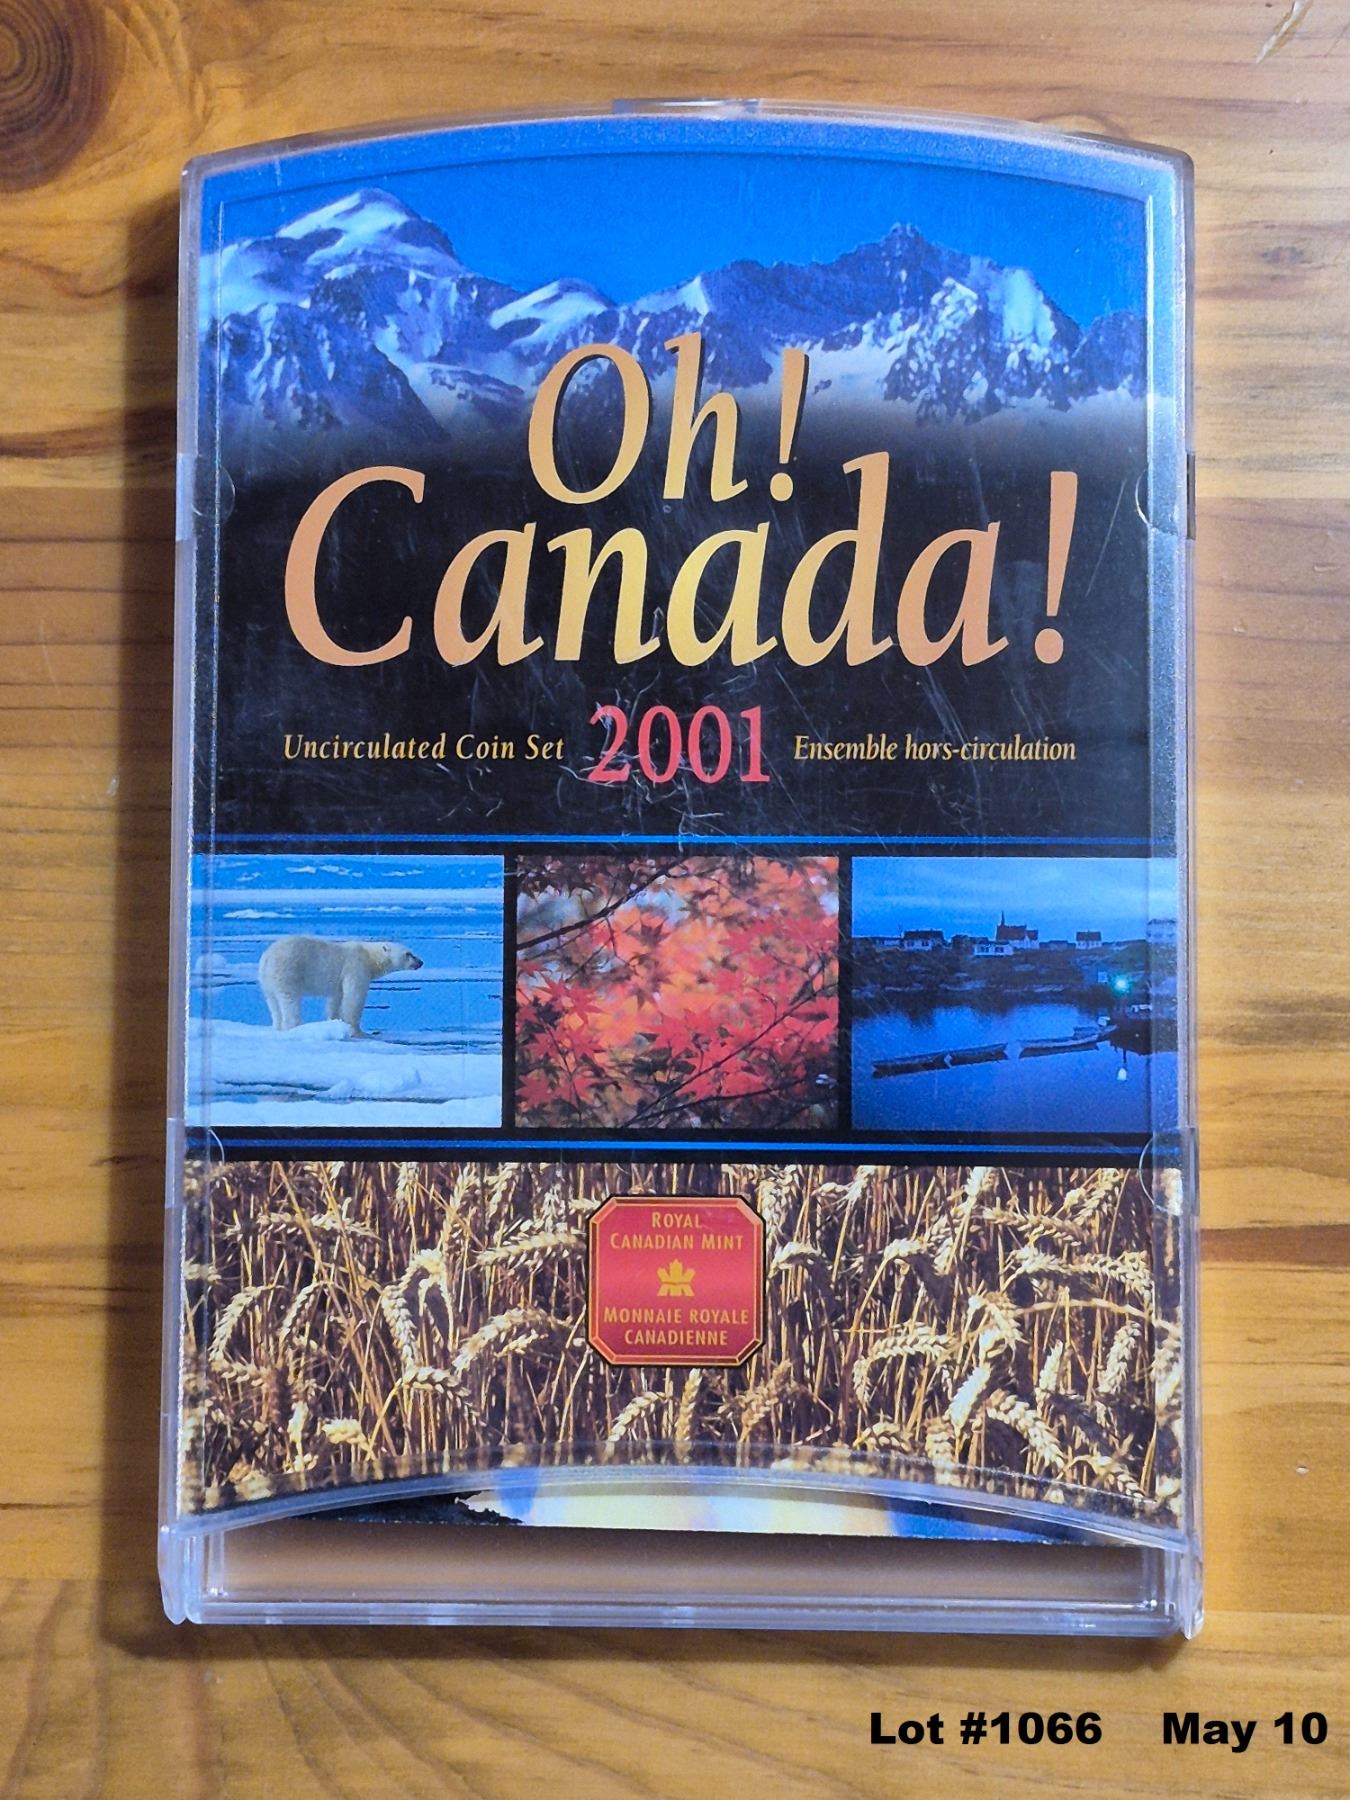 Oh!
Canada!
Uncirculated Coin Set 2001 Ensemble hors-circulation
ROYAL
CANADIAN MINT
MONNAIE ROYALE
CANADIENNE
Lot #1066 May 10